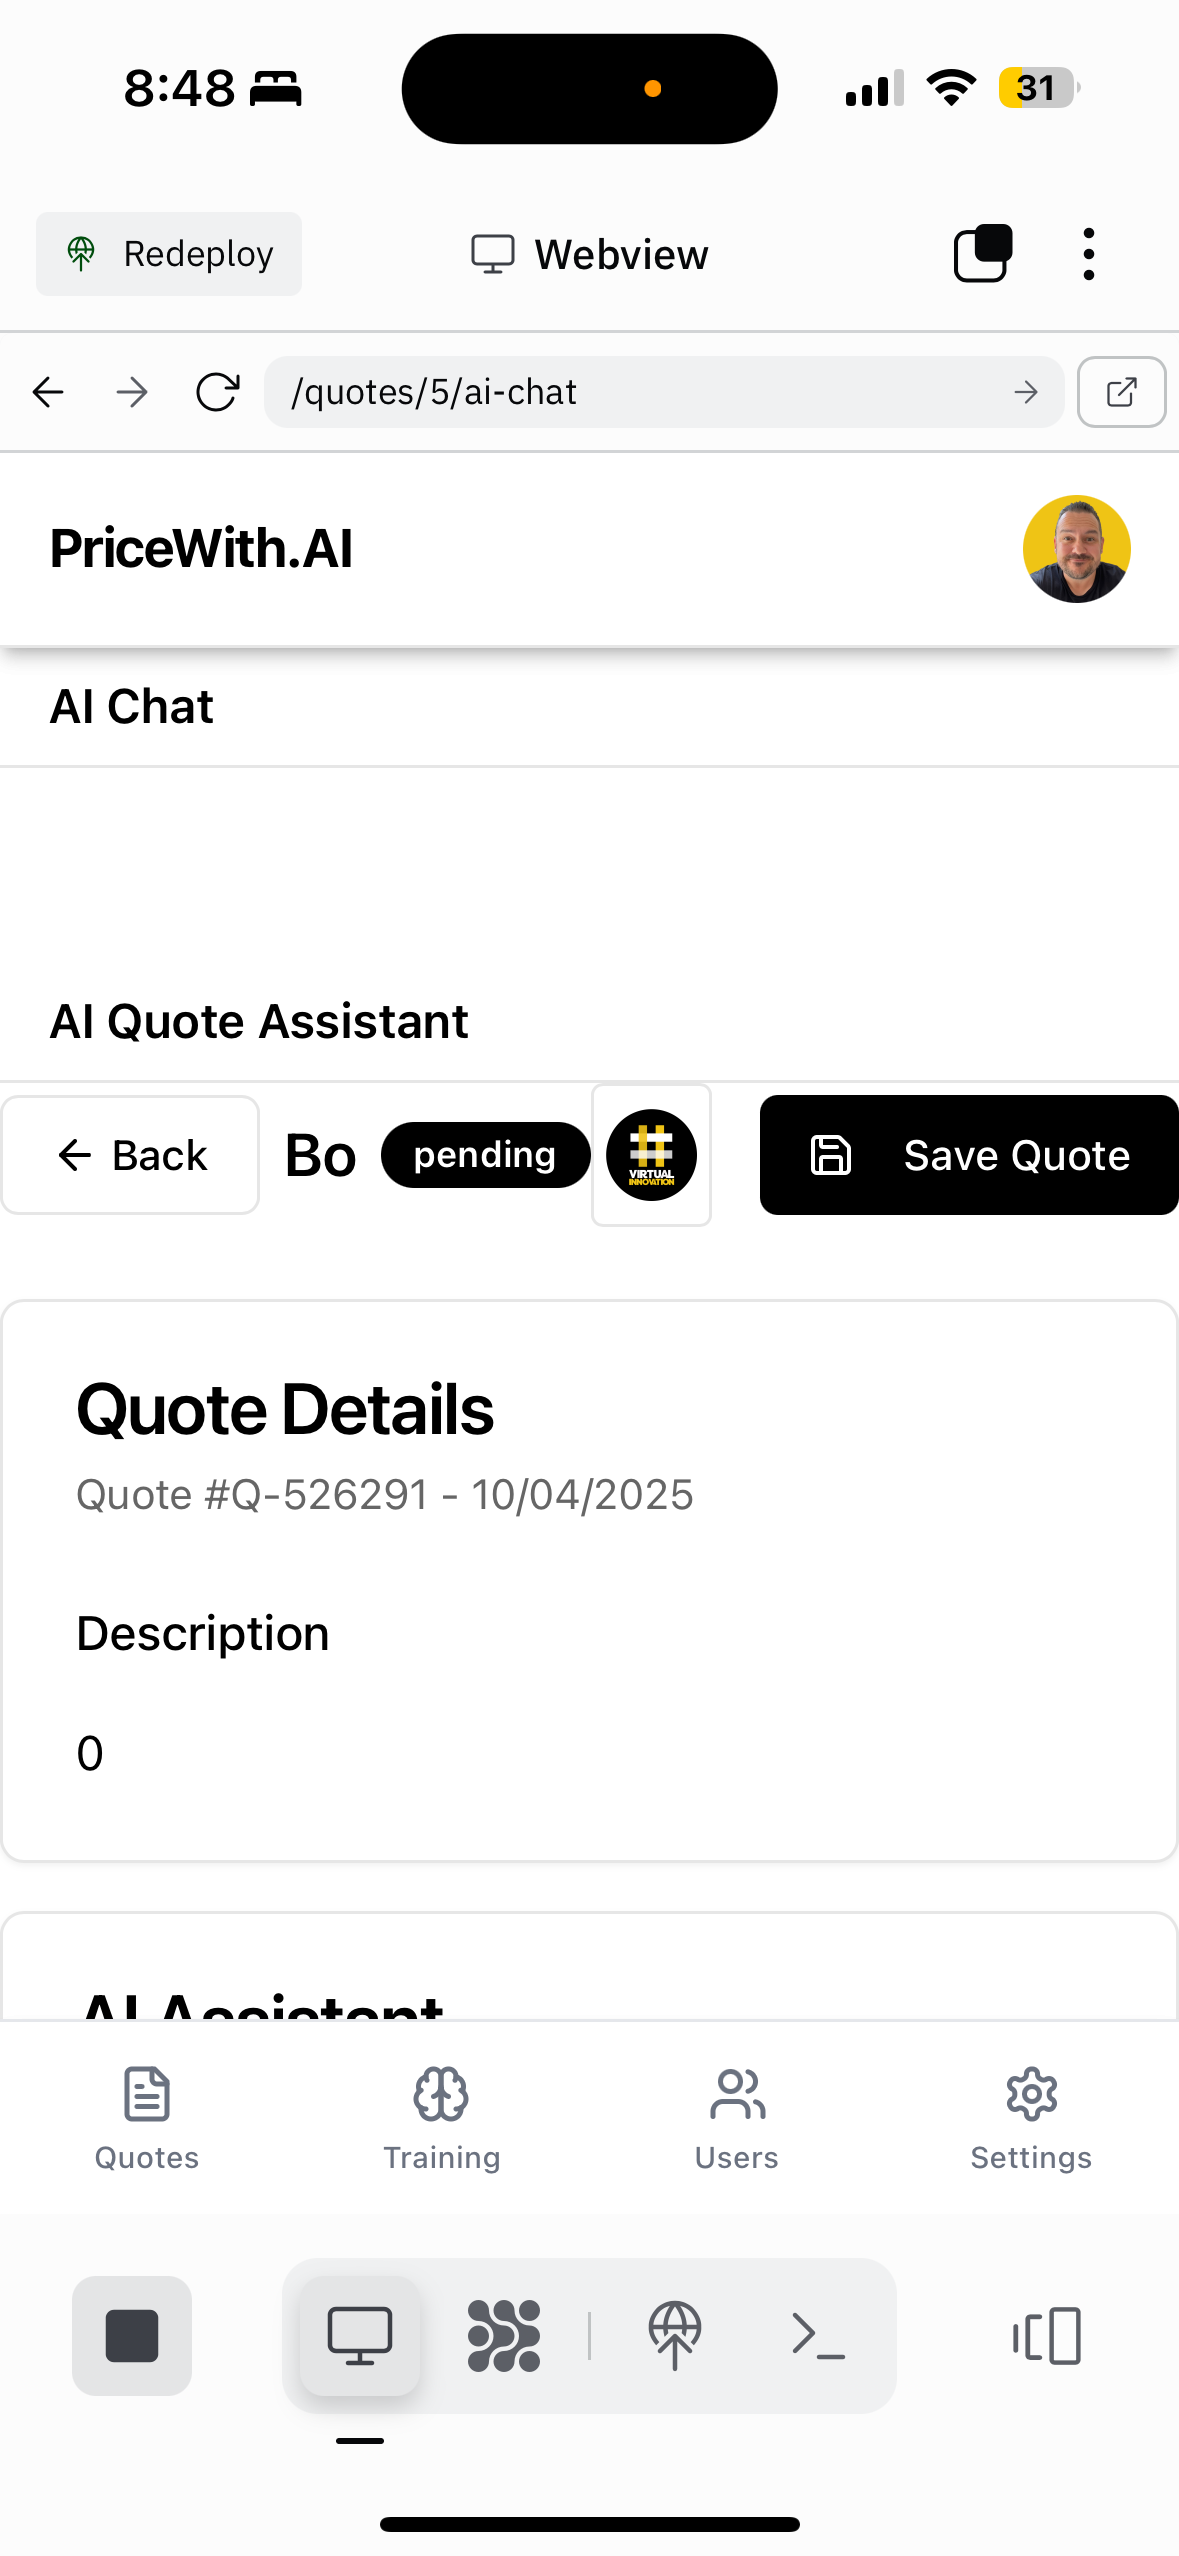 8:48
31
Redeploy
Webview
/quotes/5/ai-chat
PriceWith.AI
AI Chat
AI Quote Assistant
Back
Bo
pending
VIRTUAL
INNOVATION
Save Quote
Quote Details
Quote #Q-526291 - 10/04/2025
Description
0
AI Assistant
Quotes
Training
Users
Settings